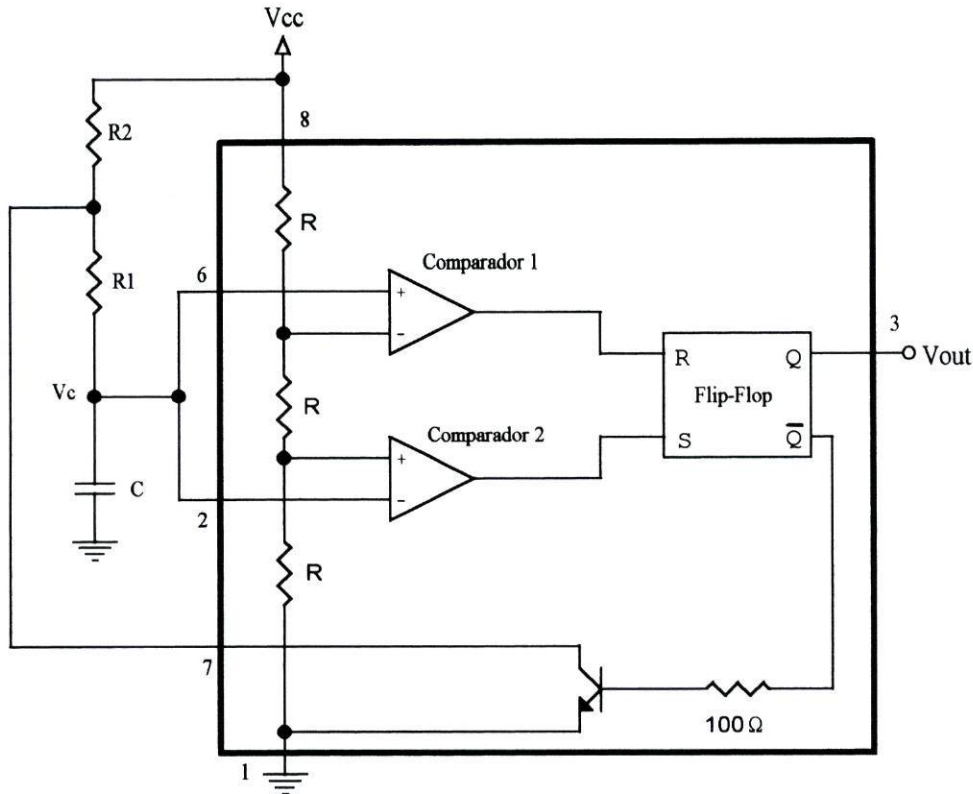 Vcc
8
R2
R
R1
6
Comparador 1
+
−
3
R
Q
Vout
Flip-Flop
Vc
R
Comparador 2
+
−
S
Q̅
C
2
R
7
100 Ω
1